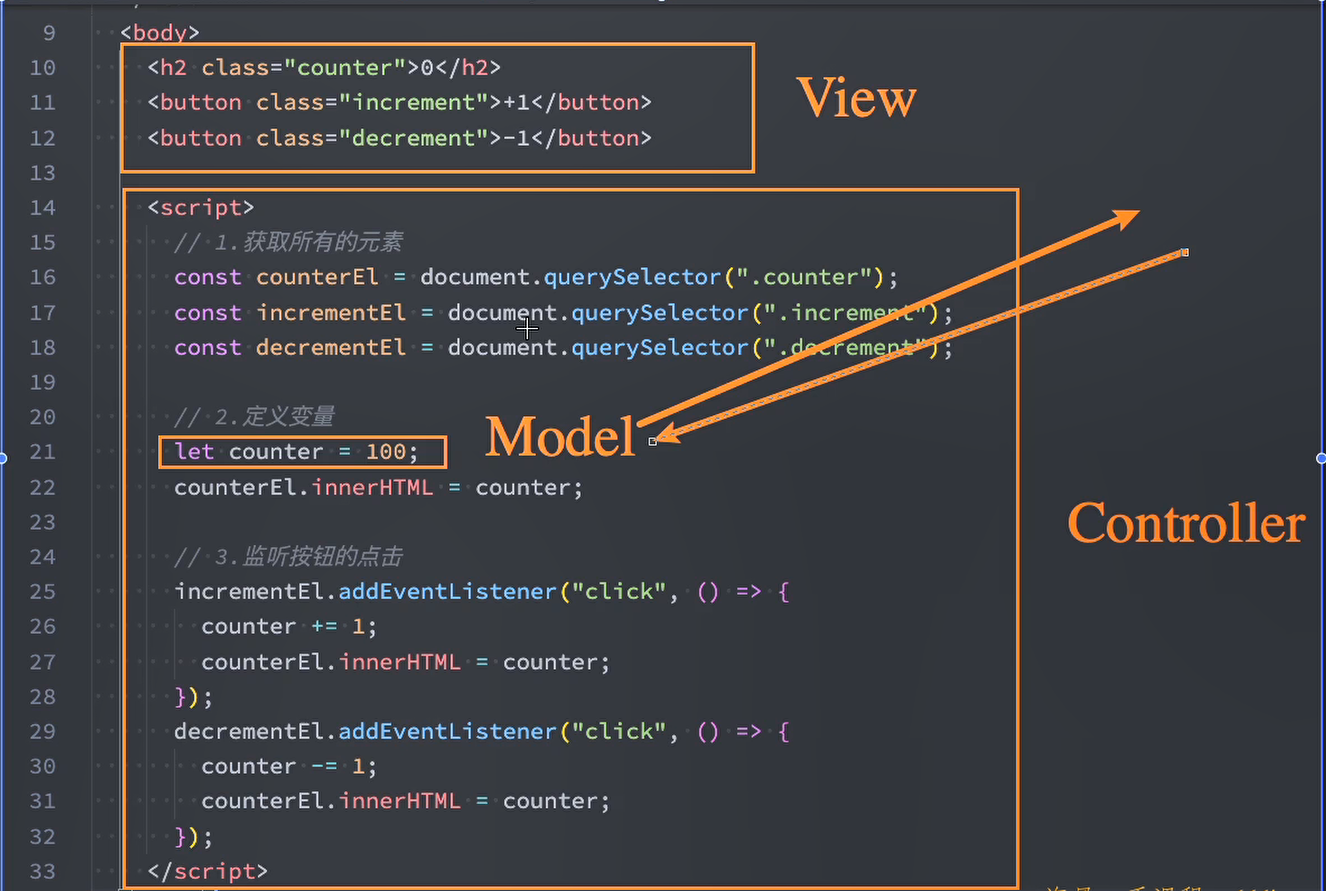 9 <body>
10 <h2 class="counter">0</h2>
11 <button class="increment">+1</button>
12 <button class="decrement">-1</button>
View
13
14 <script>
15 // 1.获取所有的元素
16 const counterEl = document.querySelector(".counter");
17 const incrementEl = document.querySelector(".increment");
18 const decrementEl = document.querySelector(".decrement");
19
20 // 2.定义变量
21 let counter = 100;
Model
22 counterEl.innerHTML = counter;
23
Controller
24 // 3.监听按钮的点击
25 incrementEl.addEventListener("click", () => {
26 counter += 1;
27 counterEl.innerHTML = counter;
28 });
29 decrementEl.addEventListener("click", () => {
30 counter -= 1;
31 counterEl.innerHTML = counter;
32 });
33 </script>